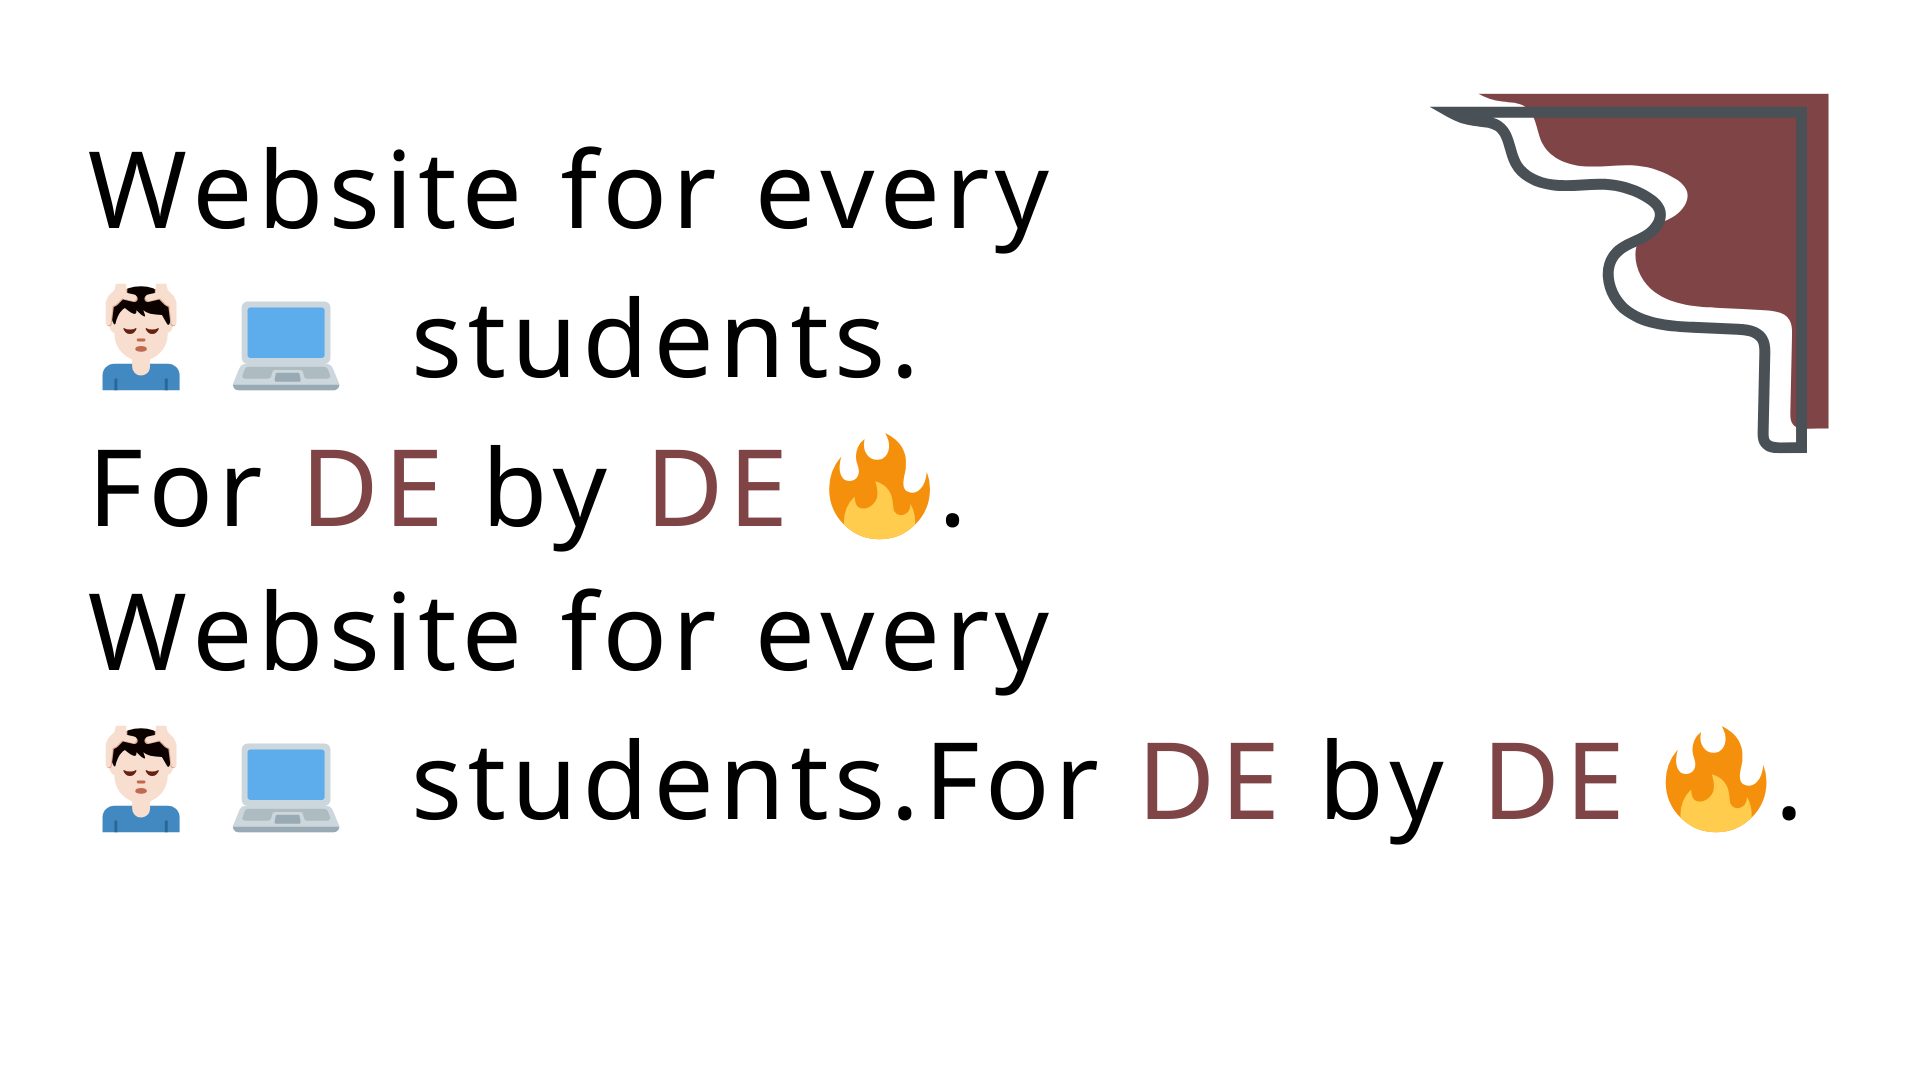 Website for every
💆🏻‍♂️ 💻 students.
For DE by DE 🔥.
Website for every
💆🏻‍♂️ 💻 students.For DE by DE 🔥.